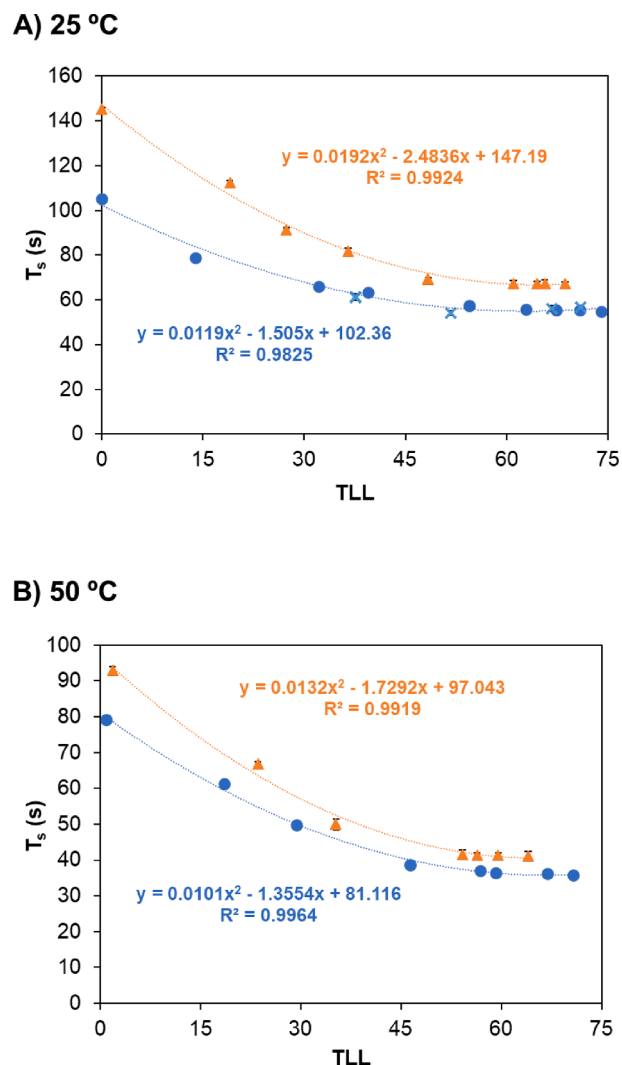 A) 25 ºC
160
140
120
100
80
60
40
20
0
Tₛ (s)
y = 0.0192x² - 2.4836x + 147.19
R² = 0.9924
y = 0.0119x² - 1.505x + 102.36
R² = 0.9825
0 15 30 45 60 75
TLL
B) 50 ºC
100
90
80
70
60
50
40
30
20
10
0
Tₛ (s)
y = 0.0132x² - 1.7292x + 97.043
R² = 0.9919
y = 0.0101x² - 1.3554x + 81.116
R² = 0.9964
0 15 30 45 60 75
TLL